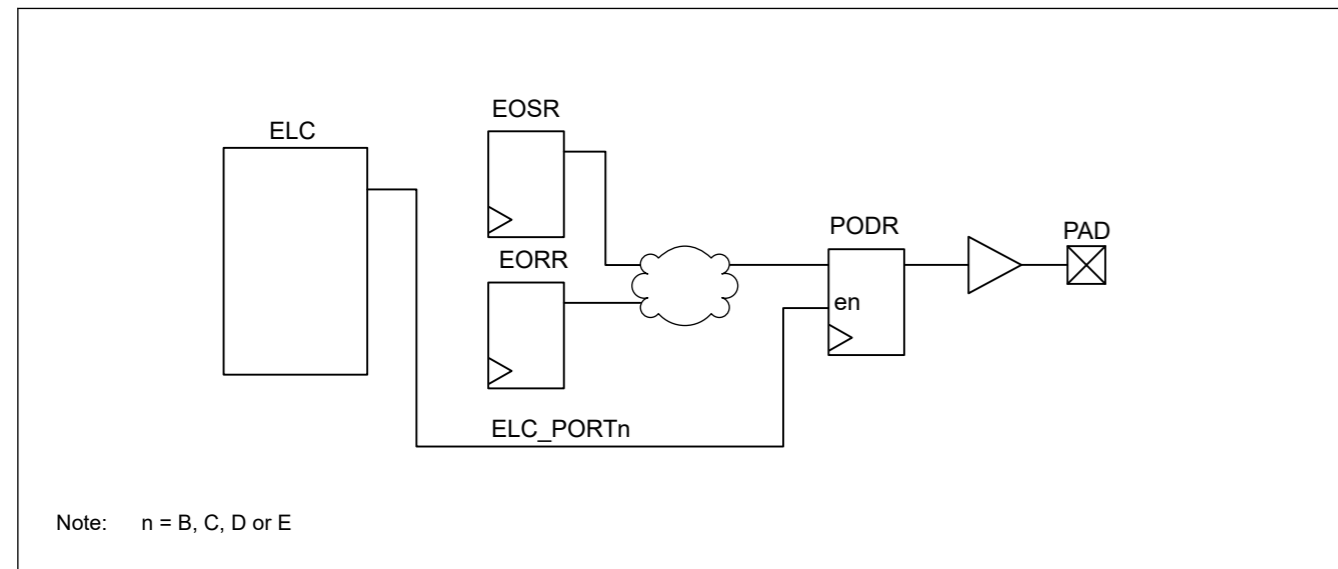 EOSR
ELC
PODR
PAD
EORR
en
ELC_PORTn
Note: n = B, C, D or E